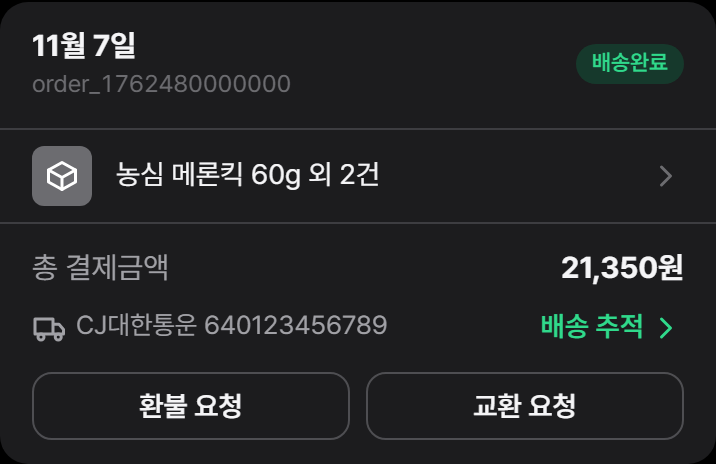 11월 7일
order_1762480000000
배송완료
농심 메론킥 60g 외 2건
총 결제금액
21,350원
CJ대한통운 640123456789
배송 추적
환불 요청
교환 요청